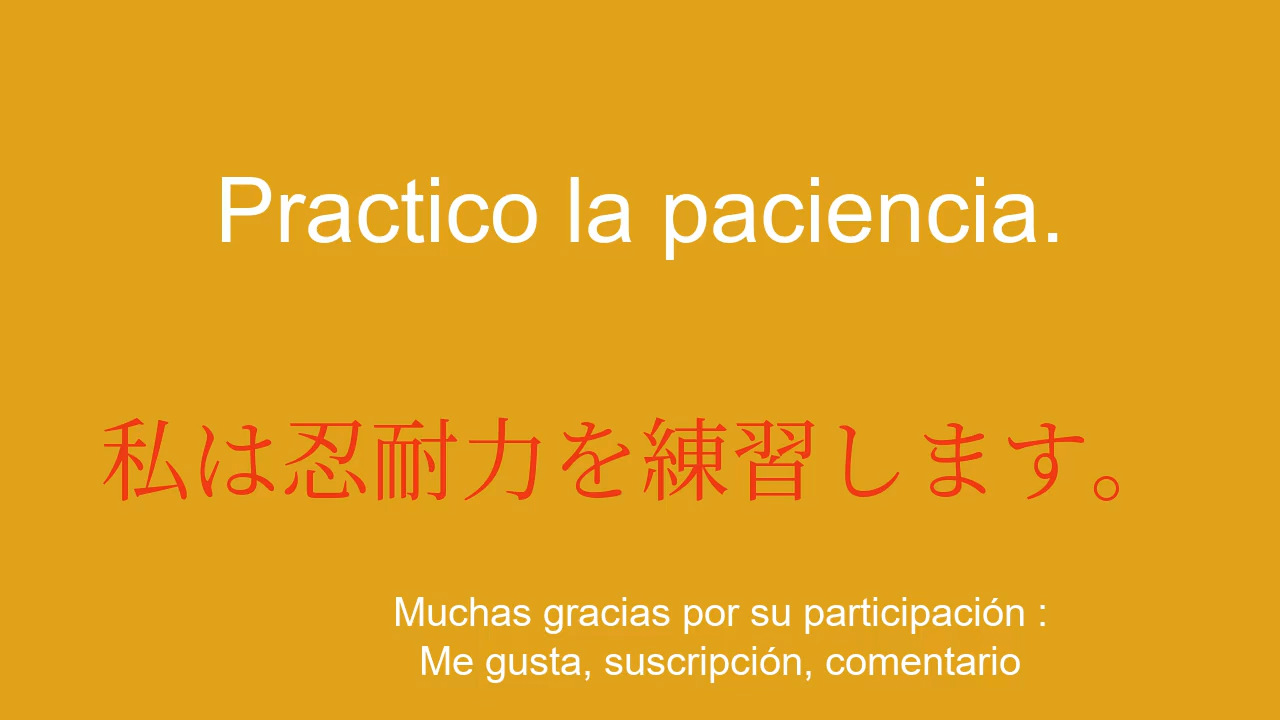 Practico la paciencia.
私は忍耐力を練習します。
Muchas gracias por su participación :
Me gusta, suscripción, comentario